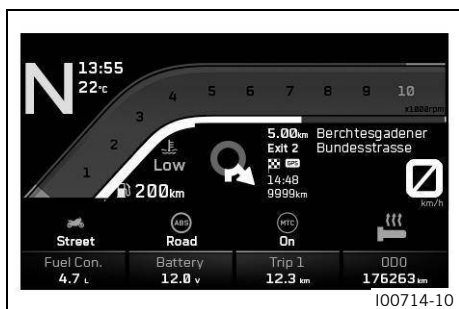 N 13:55
22°C
1 2 3 4 5 6 7 8 9 10
x1000rpm
5.00km Berchtesgadener
Exit 2 Bundesstrasse
GPS
14:48
9999km
Low
200km
0
km/h
ABS MTC
Street Road On
Fuel Con. Battery Trip 1 ODO
4.7 L 12.0 V 12.3 km 176263 km
I00714-10